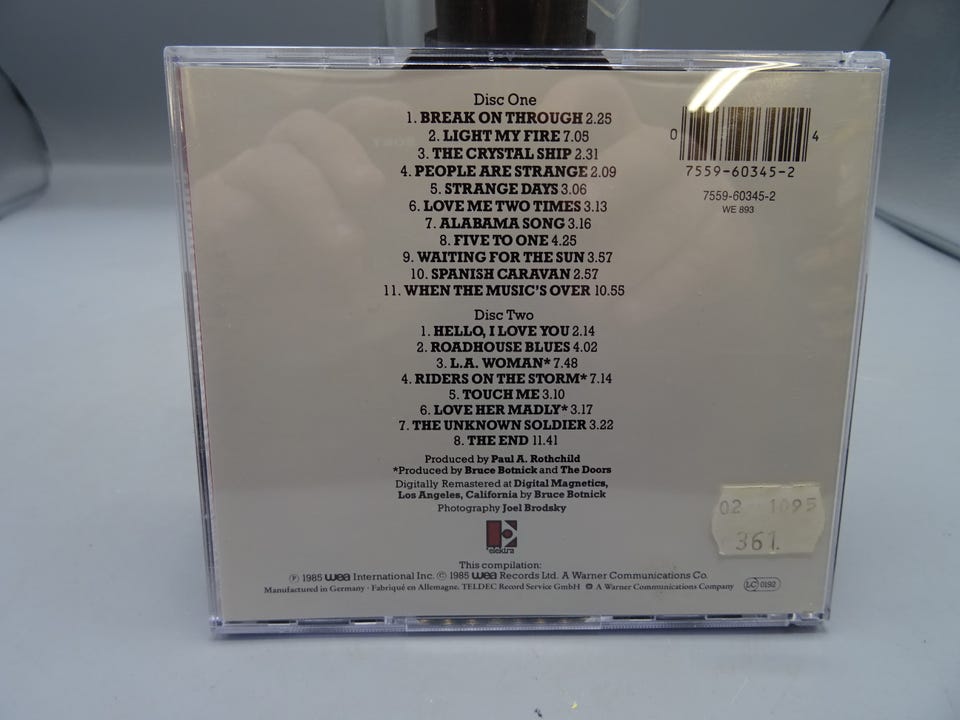 Disc One
1. BREAK ON THROUGH 2.25
2. LIGHT MY FIRE 7.05
3. THE CRYSTAL SHIP 2.31
4. PEOPLE ARE STRANGE 2.09
5. STRANGE DAYS 3.06
6. LOVE ME TWO TIMES 3.13
7. ALABAMA SONG 3.16
8. FIVE TO ONE 4.25
9. WAITING FOR THE SUN 3.57
10. SPANISH CARAVAN 2.57
11. WHEN THE MUSIC'S OVER 10.55
Disc Two
1. HELLO, I LOVE YOU 2.14
2. ROADHOUSE BLUES 4.02
3. L.A. WOMAN* 7.48
4. RIDERS ON THE STORM* 7.14
5. TOUCH ME 3.10
6. LOVE HER MADLY* 3.17
7. THE UNKNOWN SOLDIER 3.22
8. THE END 11.41
Produced by Paul A. Rothchild
*Produced by Bruce Botnick and The Doors
Digitally Remastered at Digital Magnetics,
Los Angeles, California by Bruce Botnick
Photography Joel Brodsky
elektra
This compilation:
Ⓟ 1985 wea International Inc. © 1985 wea Records Ltd. A Warner Communications Co.
Manufactured in Germany · Fabriqué en Allemagne. TELDEC Record Service GmbH A Warner Communications Company
LC 0192
0 4
7559-60345-2
7559-60345-2
WE 893
02 1095
361.